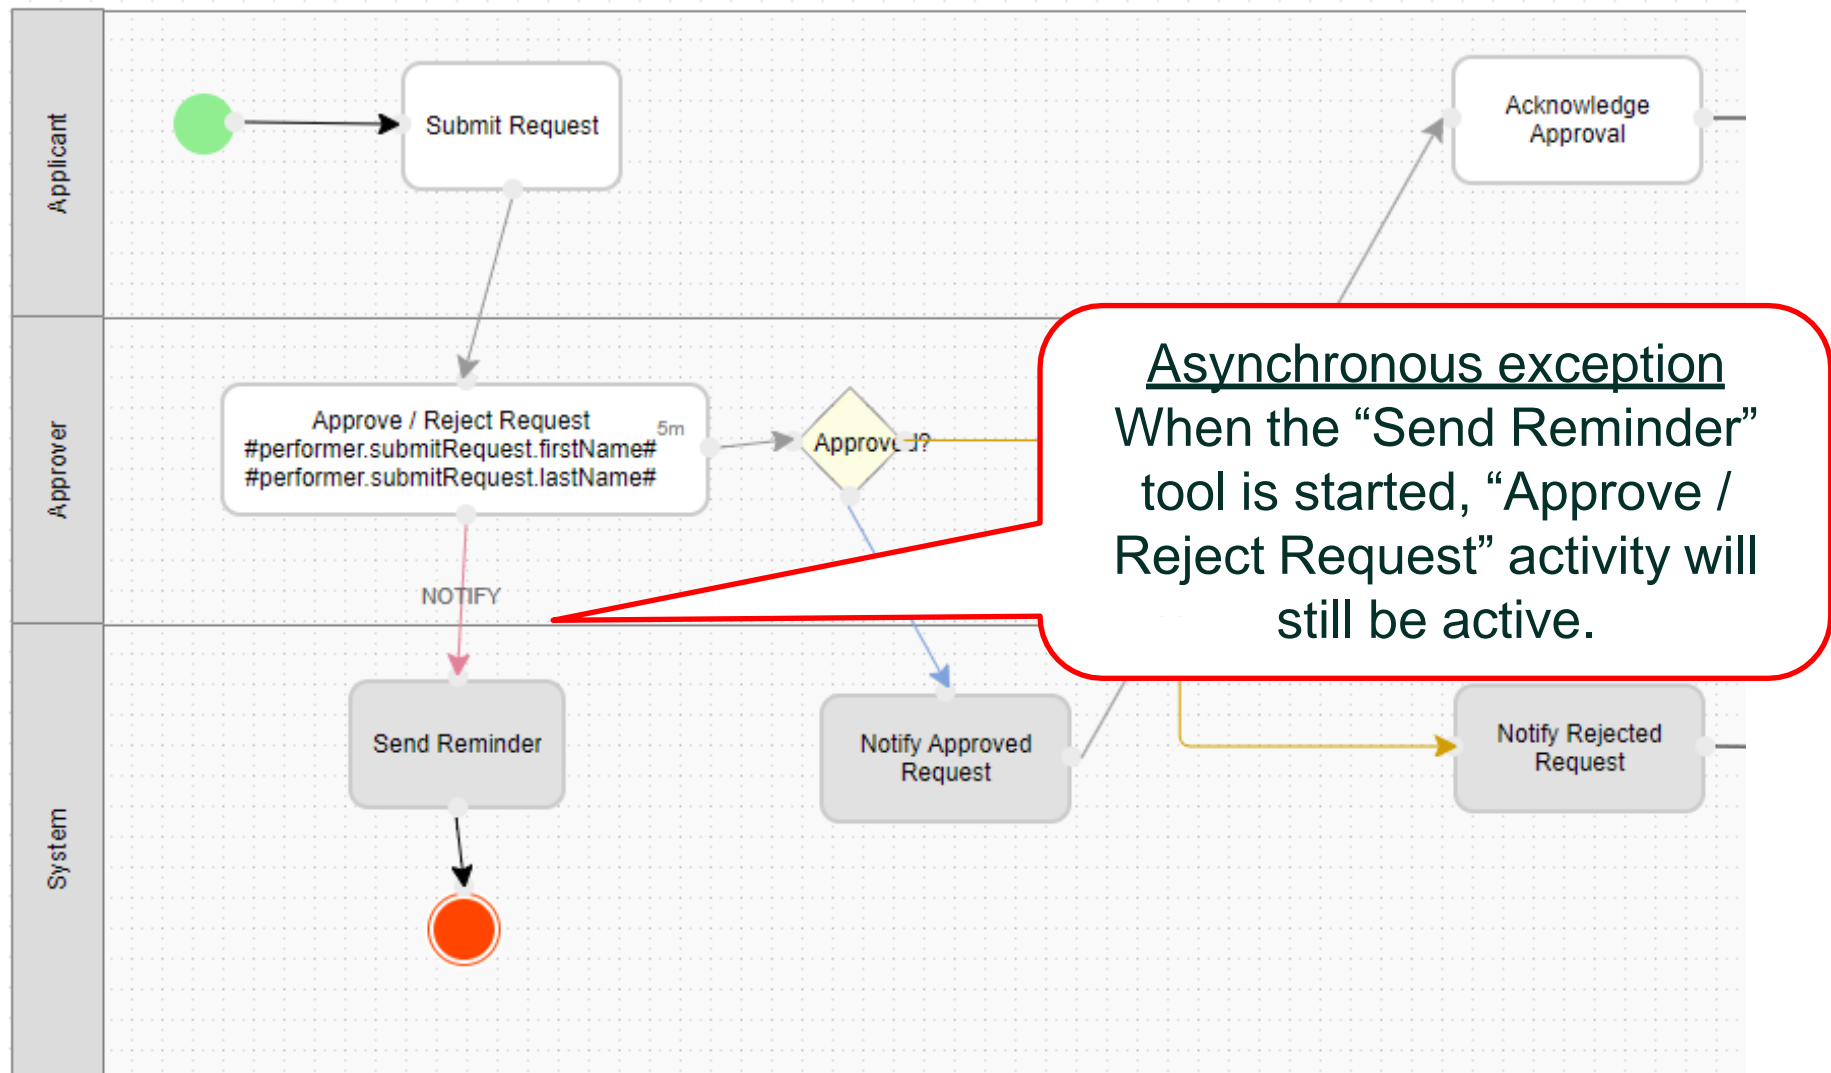 Applicant
Submit Request
Acknowledge
Approval
Approver
Approve / Reject Request
5m
#performer.submitRequest.firstName#
#performer.submitRequest.lastName#
Approved?
Asynchronous exception
When the “Send Reminder”
tool is started, “Approve /
Reject Request” activity will
still be active.
NOTIFY
System
Send Reminder
Notify Approved
Request
Notify Rejected
Request